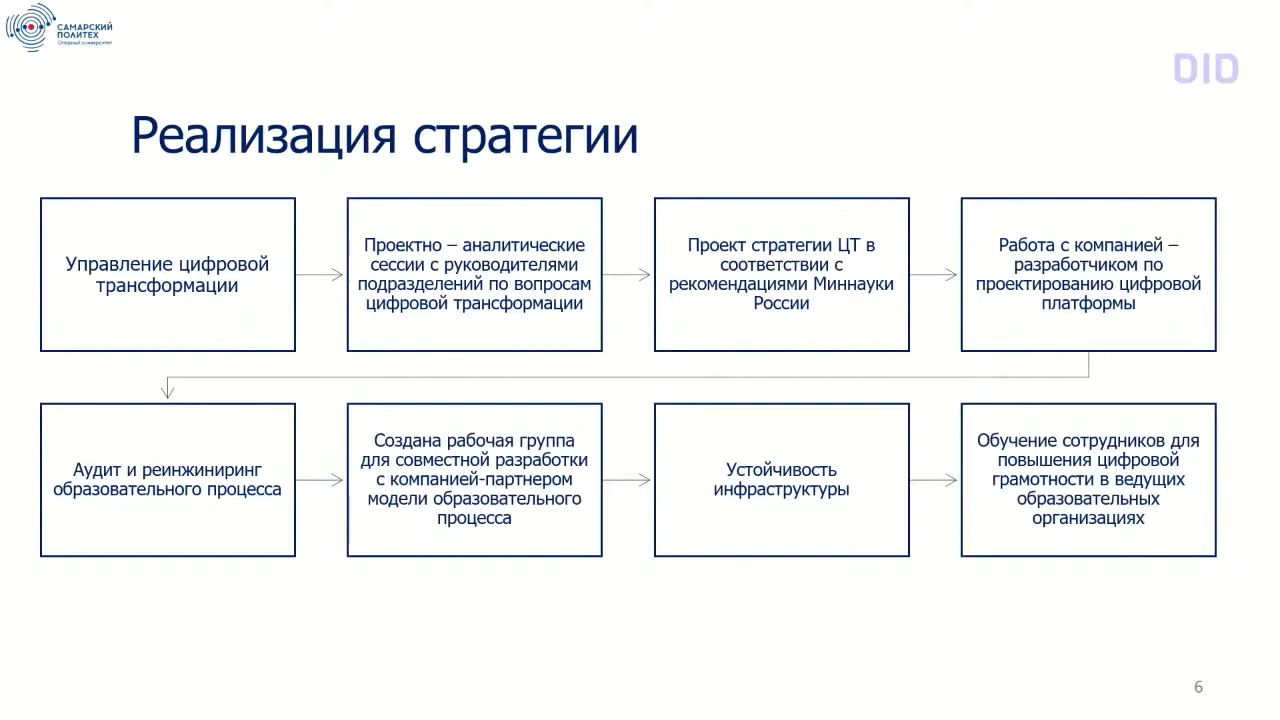 САМАРСКИЙ
ПОЛИТЕХ
Опорный университет
DID
Реализация стратегии
Управление цифровой
трансформации
Проектно – аналитические
сессии с руководителями
подразделений по вопросам
цифровой трансформации
Проект стратегии ЦТ в
соответствии с
рекомендациями Миннауки
России
Работа с компанией –
разработчиком по
проектированию цифровой
платформы
Аудит и реинжиниринг
образовательного процесса
Создана рабочая группа
для совместной разработки
с компанией-партнером
модели образовательного
процесса
Устойчивость
инфраструктуры
Обучение сотрудников для
повышения цифровой
грамотности в ведущих
образовательных
организациях
6